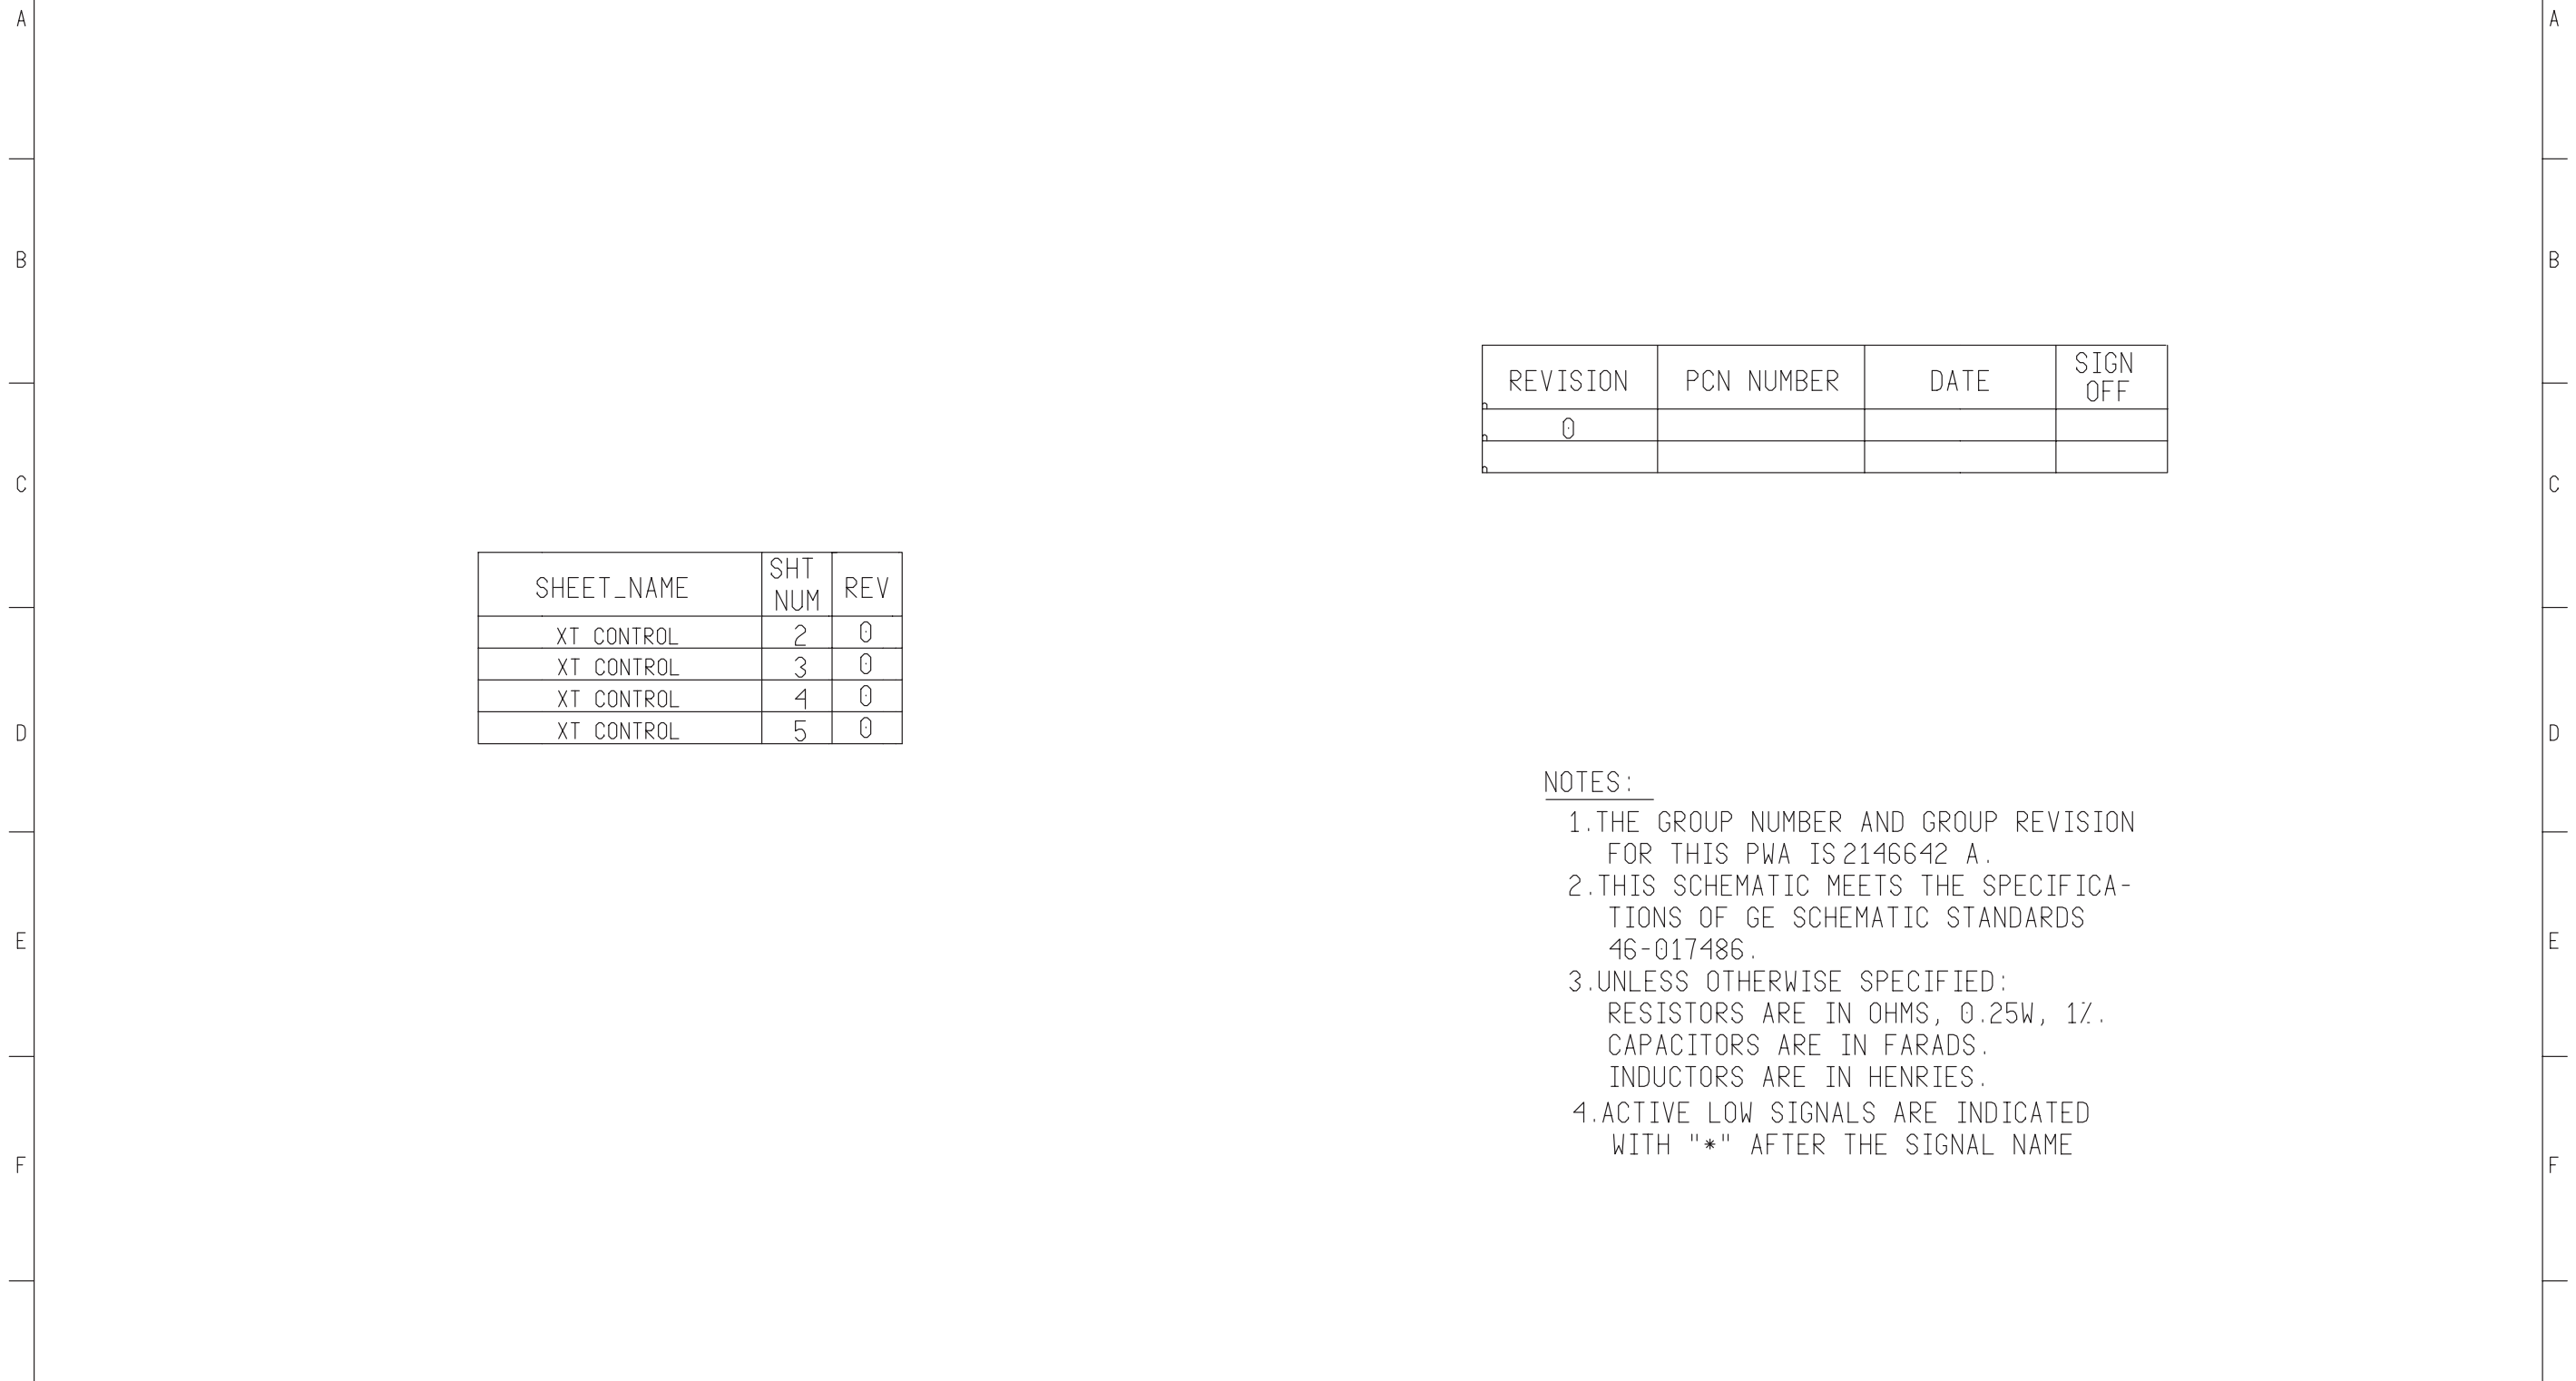 A A
B B
REVISION PCN NUMBER DATE SIGN OFF
0
C C
SHEET_NAME SHT NUM REV
XT CONTROL 2 0
XT CONTROL 3 0
XT CONTROL 4 0
XT CONTROL 5 0
D D
NOTES:
1.THE GROUP NUMBER AND GROUP REVISION
FOR THIS PWA IS 2146642 A.
2.THIS SCHEMATIC MEETS THE SPECIFICA-
TIONS OF GE SCHEMATIC STANDARDS
46-017486.
E E
3.UNLESS OTHERWISE SPECIFIED:
RESISTORS ARE IN OHMS, 0.25W, 1%.
CAPACITORS ARE IN FARADS.
INDUCTORS ARE IN HENRIES.
4.ACTIVE LOW SIGNALS ARE INDICATED
WITH "*" AFTER THE SIGNAL NAME
F F